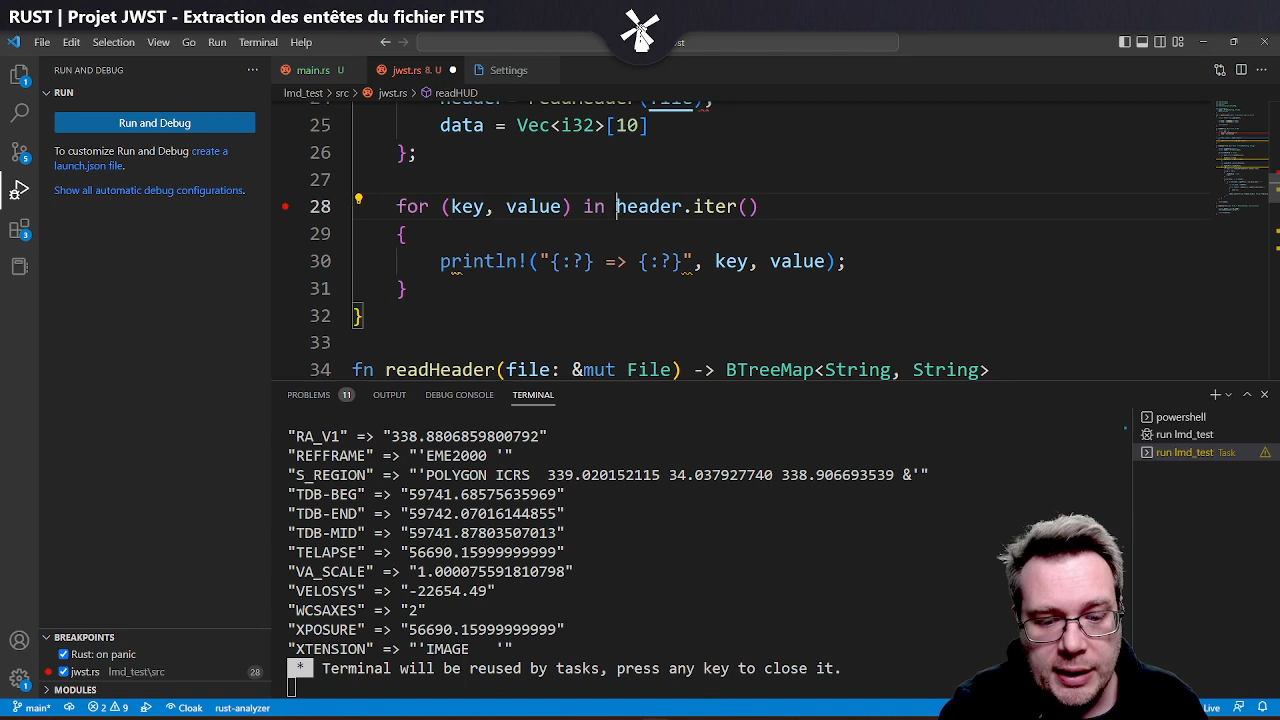 RUST | Projet JWST - Extraction des entêtes du fichier FITS
File Edit Selection View Go Run Terminal Help
RUN AND DEBUG
main.rs U
jwst.rs 8, U
Settings
lmd_test > src > jwst.rs > readHUD
RUN
Run and Debug
To customize Run and Debug create a
launch.json file.
Show all automatic debug configurations.
25 data = Vec<i32>[10]
26 };
27
28 for (key, value) in header.iter()
29 {
30 println!("{:?} => {:?}", key, value);
31 }
32 }
33
34 fn readHeader(file: &mut File) -> BTreeMap<String, String>
PROBLEMS 11 OUTPUT DEBUG CONSOLE TERMINAL
"RA_V1" => "338.8806859800792"
"REFFRAME" => "'EME2000 '"
"S_REGION" => "'POLYGON ICRS  339.020152115 34.037927740 338.906693539 &'"
"TDB-BEG" => "59741.68575635969"
"TDB-END" => "59742.07016144855"
"TDB-MID" => "59741.87803507013"
"TELAPSE" => "56690.15999999999"
"VA_SCALE" => "1.000075591810798"
"VELOSYS" => "-22654.49"
"WCSAXES" => "2"
"XPOSURE" => "56690.15999999999"
"XTENSION" => "'IMAGE   '"
* Terminal will be reused by tasks, press any key to close it.
powershell
run lmd_test
run lmd_test Task
BREAKPOINTS
Rust: on panic
jwst.rs lmd_test\src 28
MODULES
main* 2 9 Cloak rust-analyzer
Live